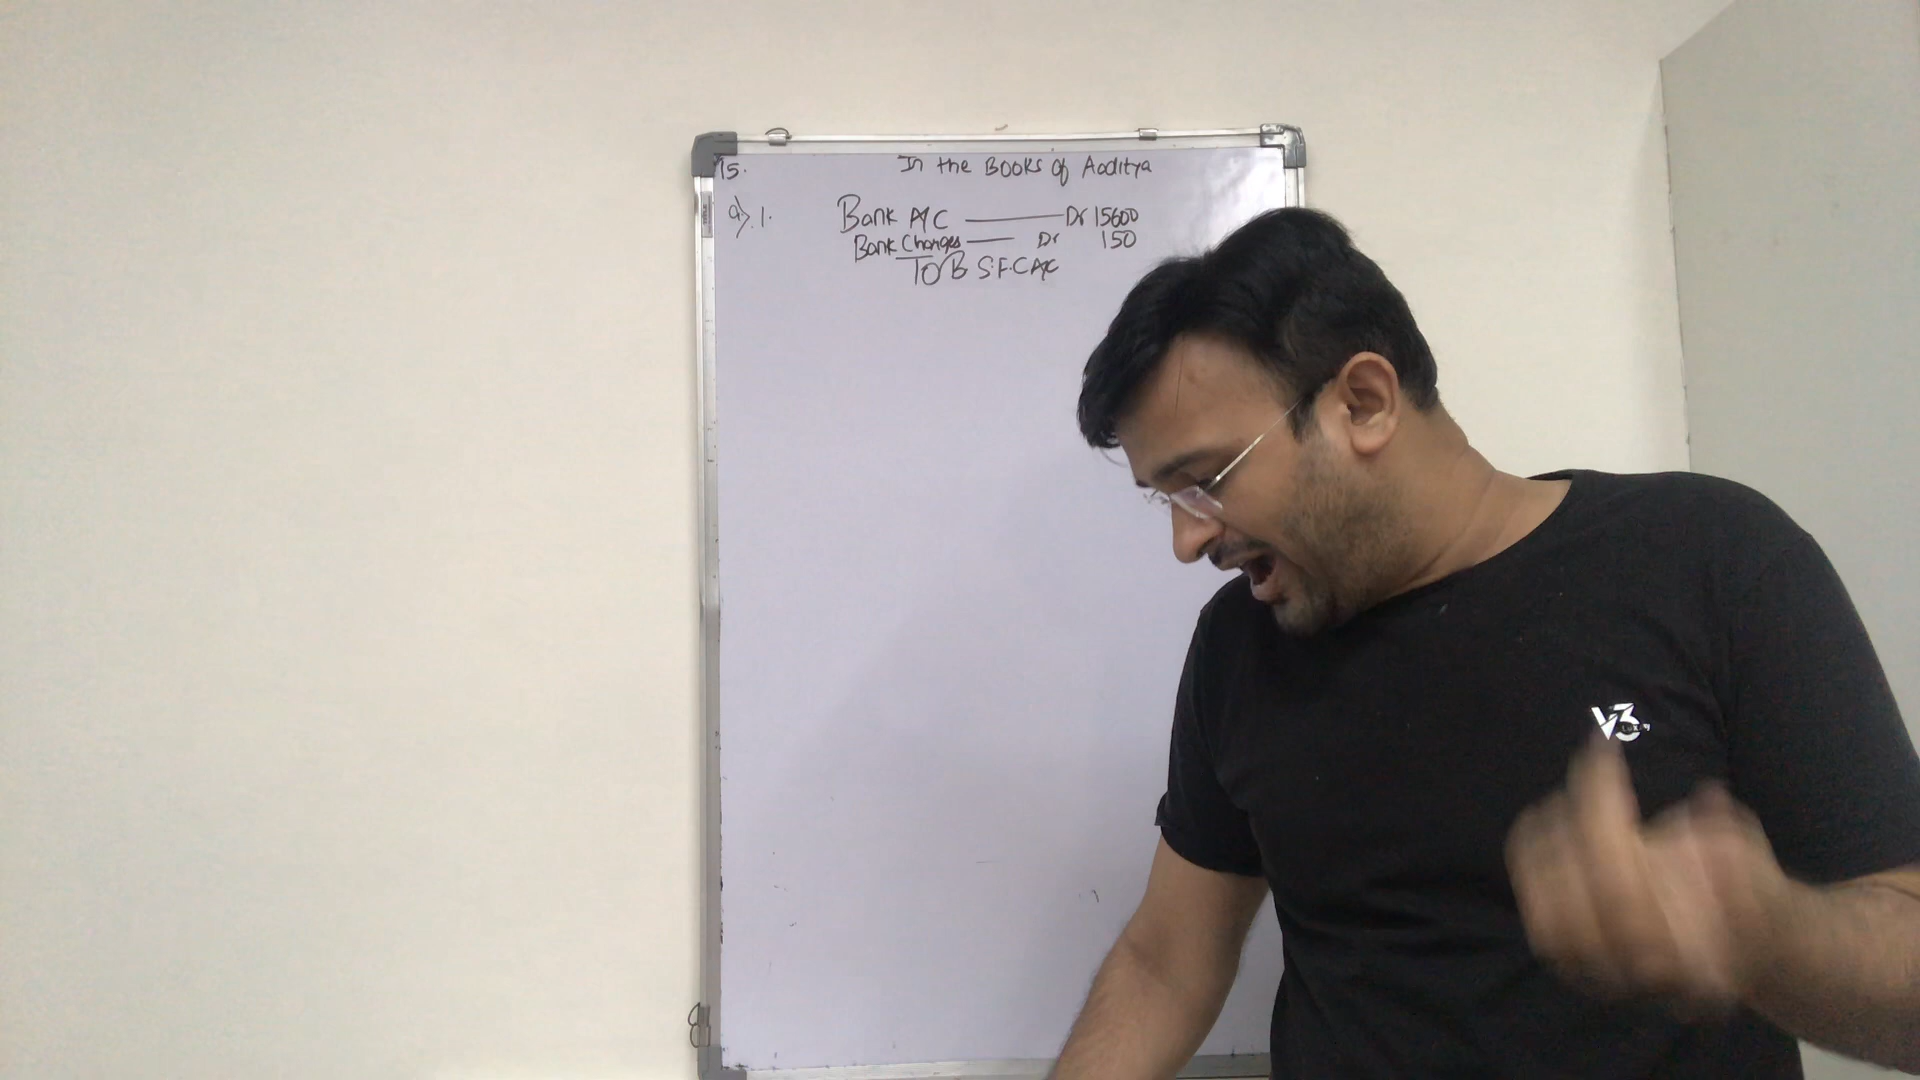 15. In the Books of Aaditya
a) 1. Bank A/C ——— Dr 15600
Bank Charges —— Dr 150
To B S.F.C A/C
V3